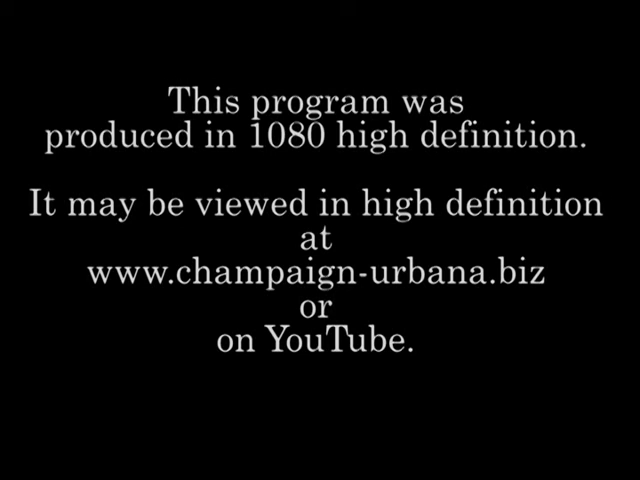 This program was
produced in 1080 high definition.
It may be viewed in high definition
at
www.champaign-urbana.biz
or
on YouTube.